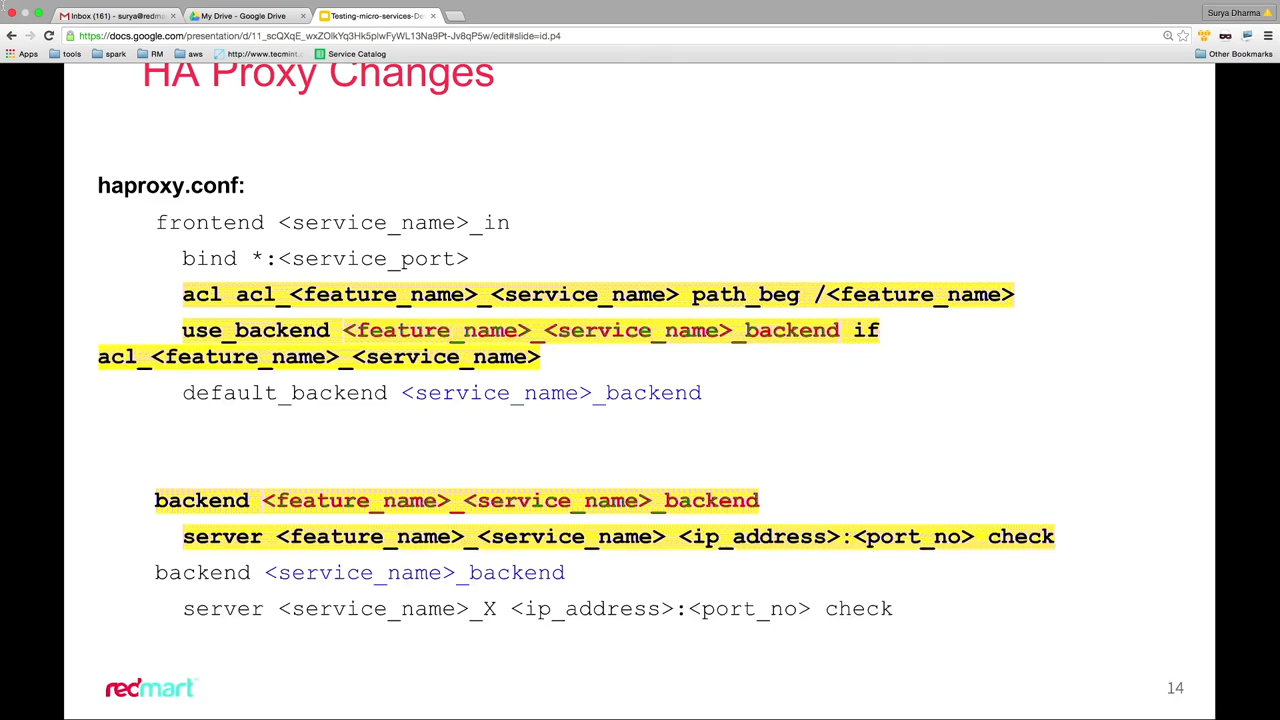 Inbox (161) - surya@redma
My Drive - Google Drive
Testing-micro-services-De
Surya Dharma
https://docs.google.com/presentation/d/11_scQXqE_wxZOlkYq3Hk5plwFyWL13Na9Pt-Jv8qP5w/edit#slide=id.p4
Apps
tools
spark
RM
aws
http://www.tecmint.c
Service Catalog
Other Bookmarks
HA Proxy Changes
haproxy.conf:
frontend <service_name>_in
bind *:<service_port>
acl acl_<feature_name>_<service_name> path_beg /<feature_name>
use_backend <feature_name>_<service_name>_backend if
acl_<feature_name>_<service_name>
default_backend <service_name>_backend
backend <feature_name>_<service_name>_backend
server <feature_name>_<service_name> <ip_address>:<port_no> check
backend <service_name>_backend
server <service_name>_X <ip_address>:<port_no> check
redmart
14